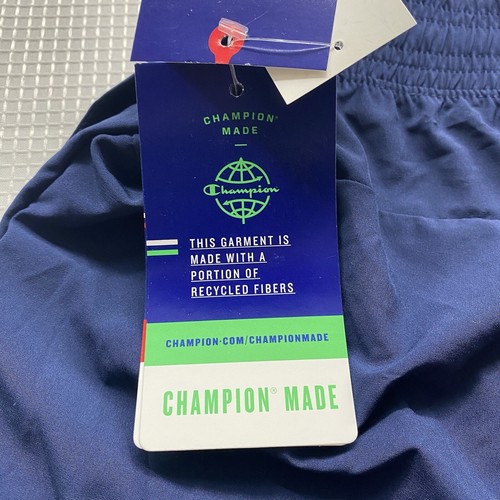 CHAMPION®
MADE
Champion
THIS GARMENT IS
MADE WITH A
PORTION OF
RECYCLED FIBERS
CHAMPION.COM/CHAMPIONMADE
CHAMPION® MADE